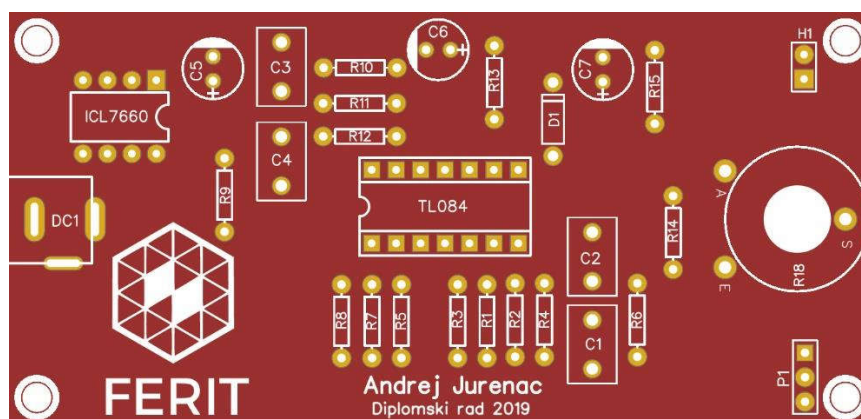 C6
H1
C5
C3
R10
R13
C7
R15
ICL7660
R11
D1
R12
C4
R9
A
DC1
TL084
R14
S
C2
R18
E
R8
R7
R5
R3
R1
R2
R4
R6
C1
P1
FERIT
Andrej Jurenac
Diplomski rad 2019